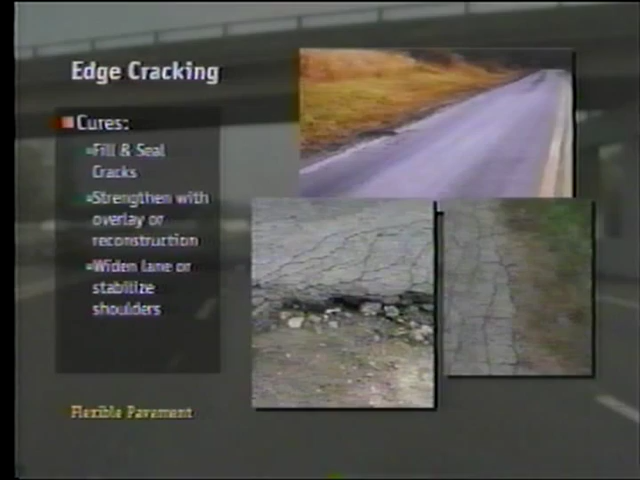 Edge Cracking
Cures:
Fill & Seal
Cracks
Strengthen with
overlay or
reconstruction
Widen lane or
stabilize
shoulders
Flexible Pavement